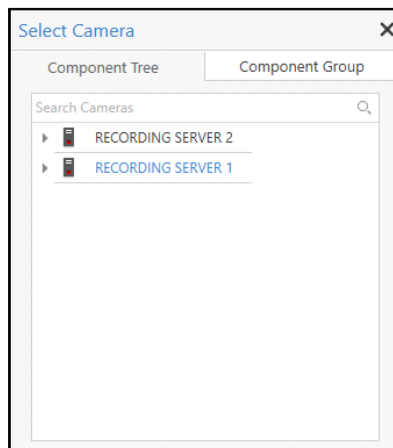 Select Camera
Component Tree
Component Group
Search Cameras
RECORDING SERVER 2
RECORDING SERVER 1